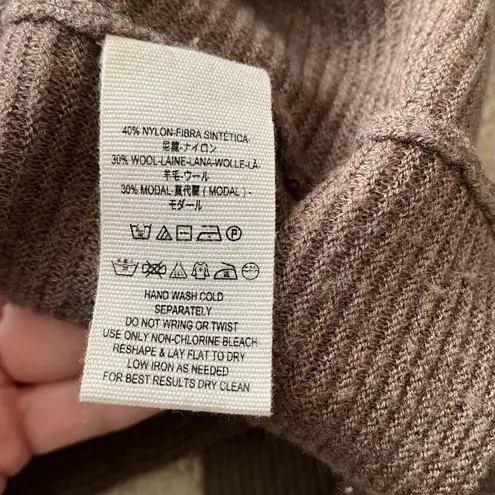 40% NYLON-FIBRA SINTÉTICA-
尼龍-ナイロン
30% WOOL-LAINE-LANA-WOLLE-LÀ-
羊毛-ウール
30% MODAL-莫代爾 ( MODAL ) -
モダール
HAND WASH COLD
SEPARATELY
DO NOT WRING OR TWIST
USE ONLY NON-CHLORINE BLEACH
RESHAPE & LAY FLAT TO DRY
LOW IRON AS NEEDED
FOR BEST RESULTS DRY CLEAN